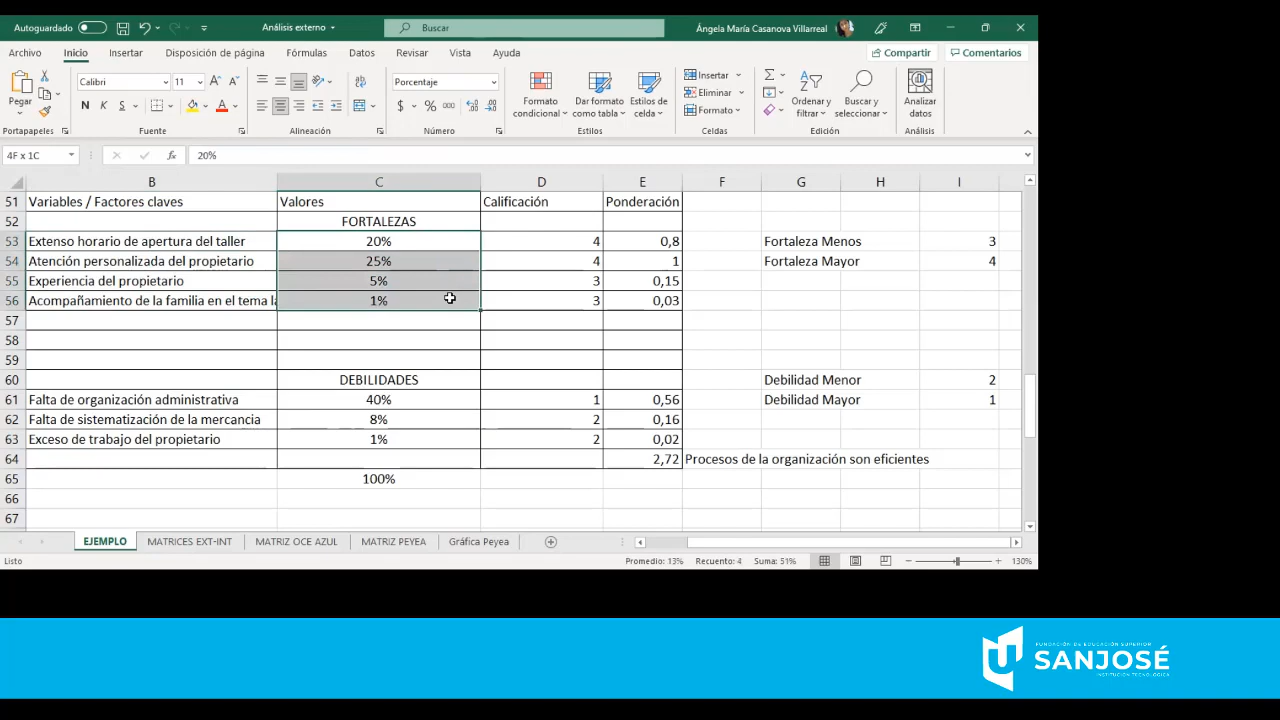 Autoguardado Análisis externo Buscar Ángela María Casanova Villarreal
Archivo Inicio Insertar Disposición de página Fórmulas Datos Revisar Vista Ayuda Compartir Comentarios
Pegar Calibri 11 Porcentaje Formato condicional Dar formato como tabla Estilos de celda Insertar Eliminar Formato Ordenar y filtrar Buscar y seleccionar Analizar datos
Portapapeles Fuente Alineación Número Estilos Celdas Edición Análisis
4F x 1C fx 20%
B C D E F G H I
51 Variables / Factores claves Valores Calificación Ponderación
52 FORTALEZAS
53 Extenso horario de apertura del taller 20% 4 0,8 Fortaleza Menos 3
54 Atención personalizada del propietario 25% 4 1 Fortaleza Mayor 4
55 Experiencia del propietario 5% 3 0,15
56 Acompañamiento de la familia en el tema la 1% 3 0,03
57
58
59
60 DEBILIDADES Debilidad Menor 2
61 Falta de organización administrativa 40% 1 0,56 Debilidad Mayor 1
62 Falta de sistematización de la mercancia 8% 2 0,16
63 Exceso de trabajo del propietario 1% 2 0,02
64 2,72 Procesos de la organización son eficientes
65 100%
66
67
EJEMPLO MATRICES EXT-INT MATRIZ OCE AZUL MATRIZ PEYEA Gráfica Peyea
Listo Promedio: 13% Recuento: 4 Suma: 51% 130%
FUNDACIÓN DE EDUCACIÓN SUPERIOR
SANJOSÉ
INSTITUCIÓN TECNOLÓGICA